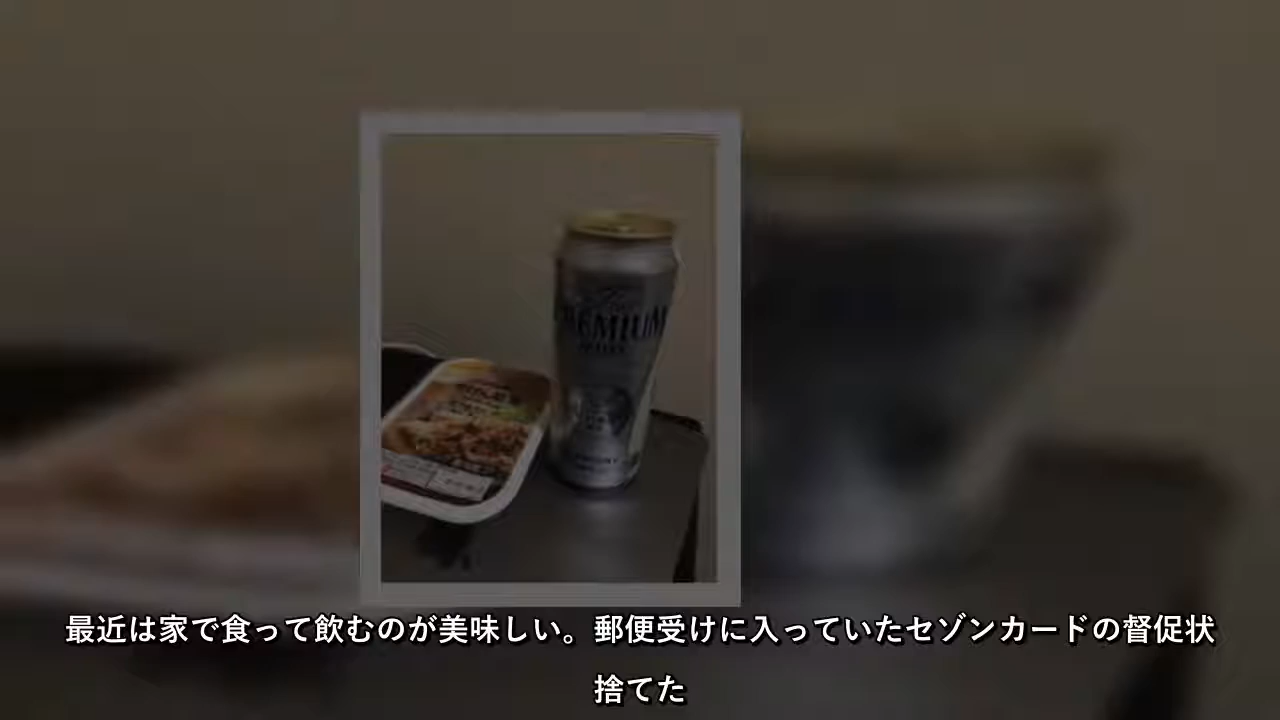 PREMIUM
最近は家で食って飲むのが美味しい。郵便受けに入っていたセゾンカードの督促状
捨てた